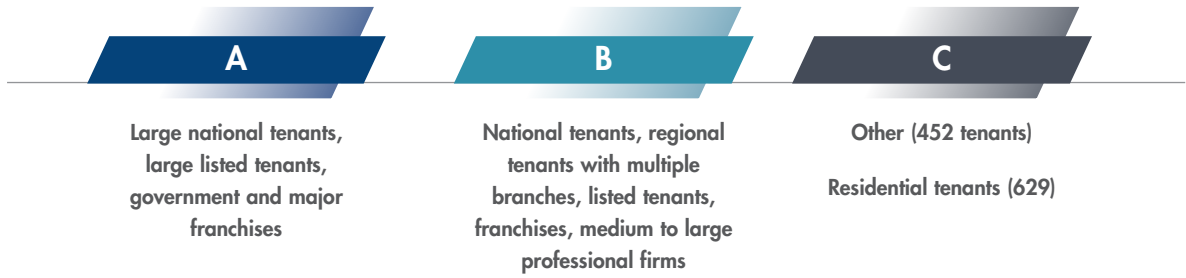 A
Large national tenants,
large listed tenants,
government and major
franchises
B
National tenants, regional
tenants with multiple
branches, listed tenants,
franchises, medium to large
professional firms
C
Other (452 tenants)
Residential tenants (629)